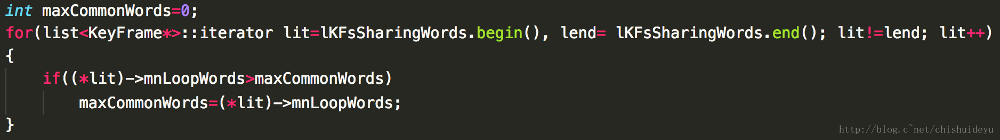 int maxCommonWords=0;
for(list<KeyFrame*>::iterator lit=lKFsSharingWords.begin(), lend= lKFsSharingWords.end(); lit!=lend; lit++)
{
    if((*lit)->mnLoopWords>maxCommonWords)
        maxCommonWords=(*lit)->mnLoopWords;
}
http://blog.c~net/chishuideyu